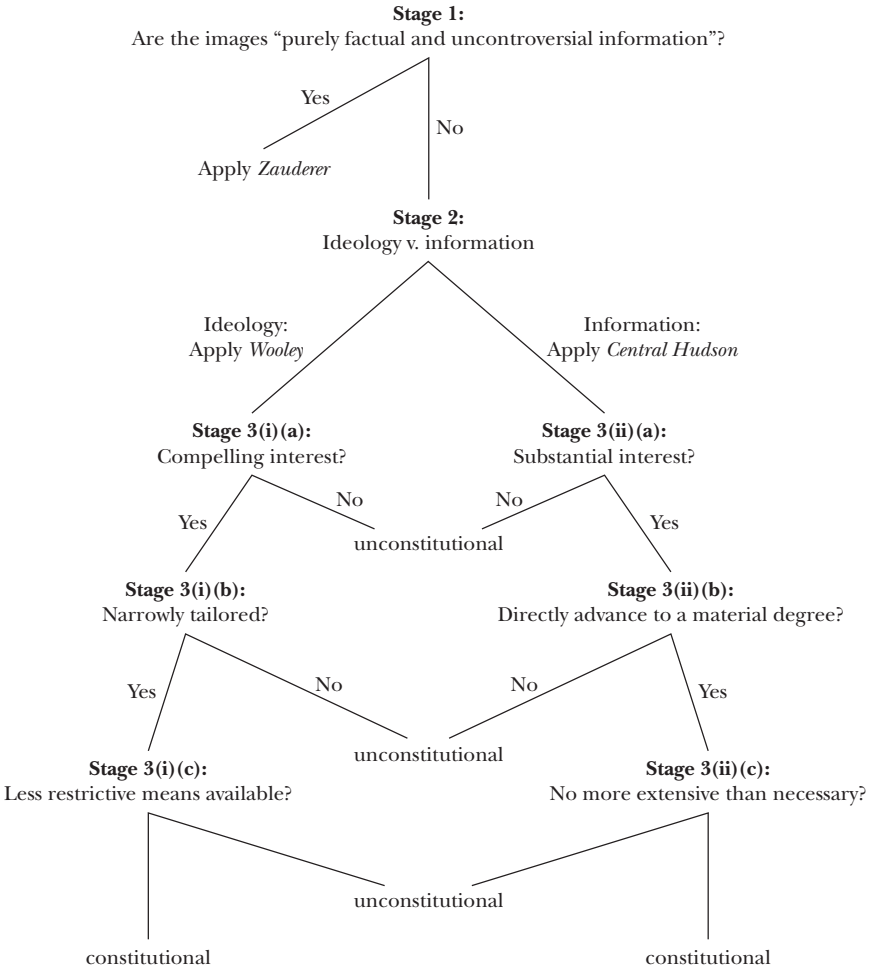 Stage 1:
Are the images “purely factual and uncontroversial information”?
Yes
No
Apply Zauderer
Stage 2:
Ideology v. information
Ideology:
Apply Wooley
Information:
Apply Central Hudson
Stage 3(i)(a):
Compelling interest?
Stage 3(ii)(a):
Substantial interest?
No
No
Yes
Yes
unconstitutional
Stage 3(i)(b):
Narrowly tailored?
Stage 3(ii)(b):
Directly advance to a material degree?
Yes
No
No
Yes
unconstitutional
Stage 3(i)(c):
Less restrictive means available?
Stage 3(ii)(c):
No more extensive than necessary?
unconstitutional
constitutional
constitutional